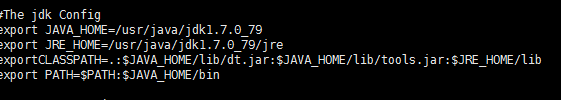 #The jdk Config
export JAVA_HOME=/usr/java/jdk1.7.0_79
export JRE_HOME=/usr/java/jdk1.7.0_79/jre
exportCLASSPATH=.:$JAVA_HOME/lib/dt.jar:$JAVA_HOME/lib/tools.jar:$JRE_HOME/lib
export PATH=$PATH:$JAVA_HOME/bin